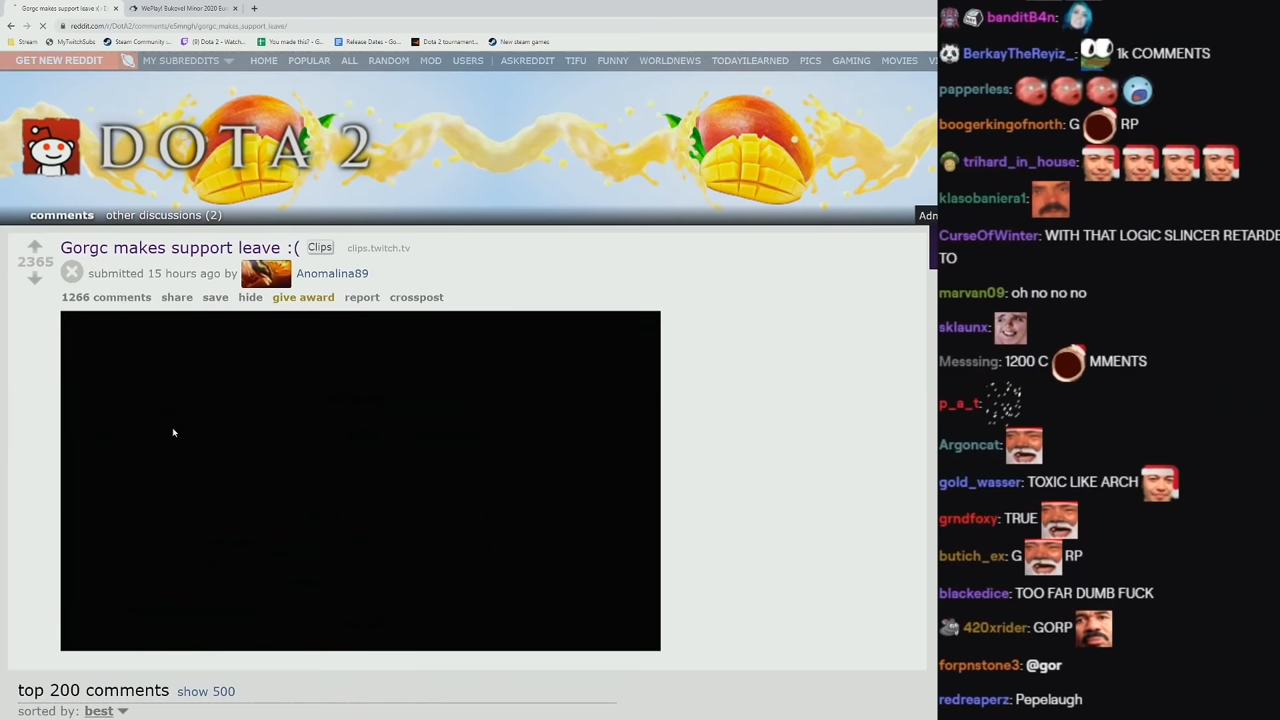 Gorgc makes support leave :( D
WePlay! Bukovel Minor 2020 Euro
reddit.com/r/DotA2/comments/e5mngh/gorgc_makes_support_leave/
Stream MyTwitchSubs Steam Community :... (9) Dota 2 - Watch... You made this? - G... Release Dates - Go... Dota 2 tournament... New steam games
GET NEW REDDIT MY SUBREDDITS HOME POPULAR ALL RANDOM MOD USERS | ASKREDDIT TIFU FUNNY WORLDNEWS TODAYILEARNED PICS GAMING MOVIES
DOTA 2
comments other discussions (2)
Gorgc makes support leave :( Clips clips.twitch.tv
2365
submitted 15 hours ago by Anomalina89
1266 comments share save hide give award report crosspost
top 200 comments show 500
sorted by: best
banditB4n:
BerkayTheReyiz_: 1k COMMENTS
papperless:
boogerkingofnorth: G RP
trihard_in_house:
klasobaniera1:
CurseOfWinter: WITH THAT LOGIC SLINCER RETARDE
TO
marvan09: oh no no no
sklaunx:
Messsing: 1200 C MMENTS
p_a_t:
Argoncat:
gold_wasser: TOXIC LIKE ARCH
grndfoxy: TRUE
butich_ex: G RP
blackedice: TOO FAR DUMB FUCK
420xrider: GORP
forpnstone3: @gor
redreaperz: Pepelaugh